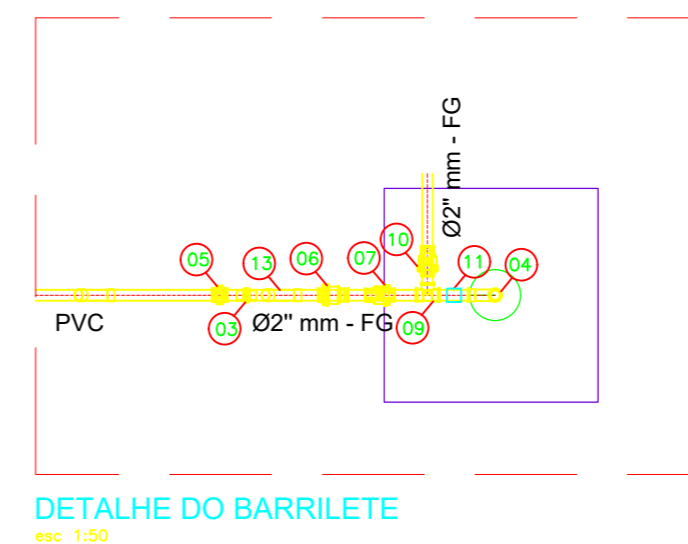 Ø2" mm - FG
10
05
13
06
07
11
04
03
09
PVC
Ø2" mm - FG
DETALHE DO BARRILETE
esc 1:50